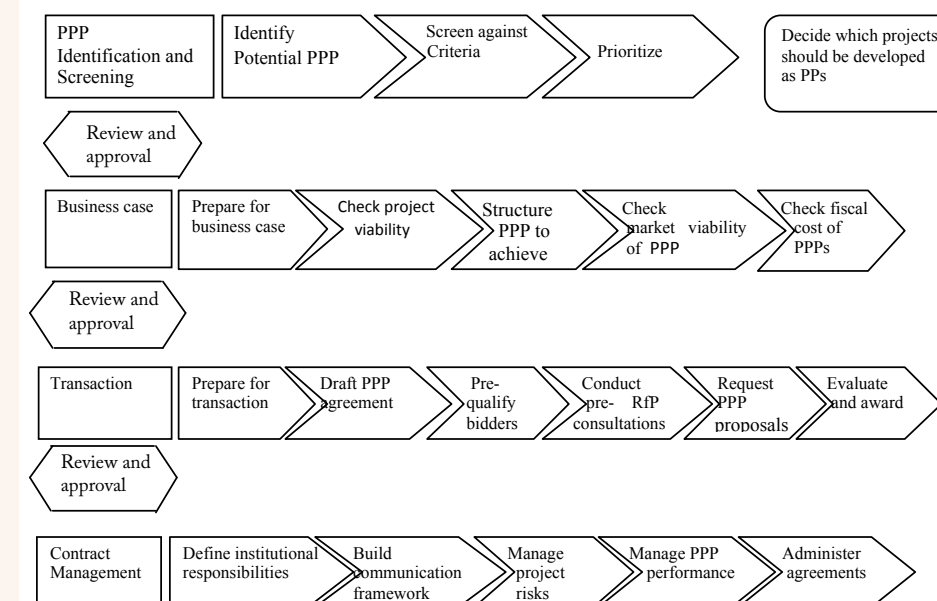 PPP
Identification and
Screening
Identify
Potential PPP
Screen against
Criteria
Prioritize
Decide which projects
should be developed
as PPs
Review and
approval
Business case
Prepare for
business case
Check project
viability
Structure
PPP to
achieve
Check
market viability
of PPP
Check fiscal
cost of
PPPs
Review and
approval
Transaction
Prepare for
transaction
Draft PPP
agreement
Pre-
qualify
bidders
Conduct
pre- RfP
consultations
Request
PPP
proposals
Evaluate
and award
Review and
approval
Contract
Management
Define institutional
responsibilities
Build
communication
framework
Manage
project
risks
Manage PPP
performance
Administer
agreements